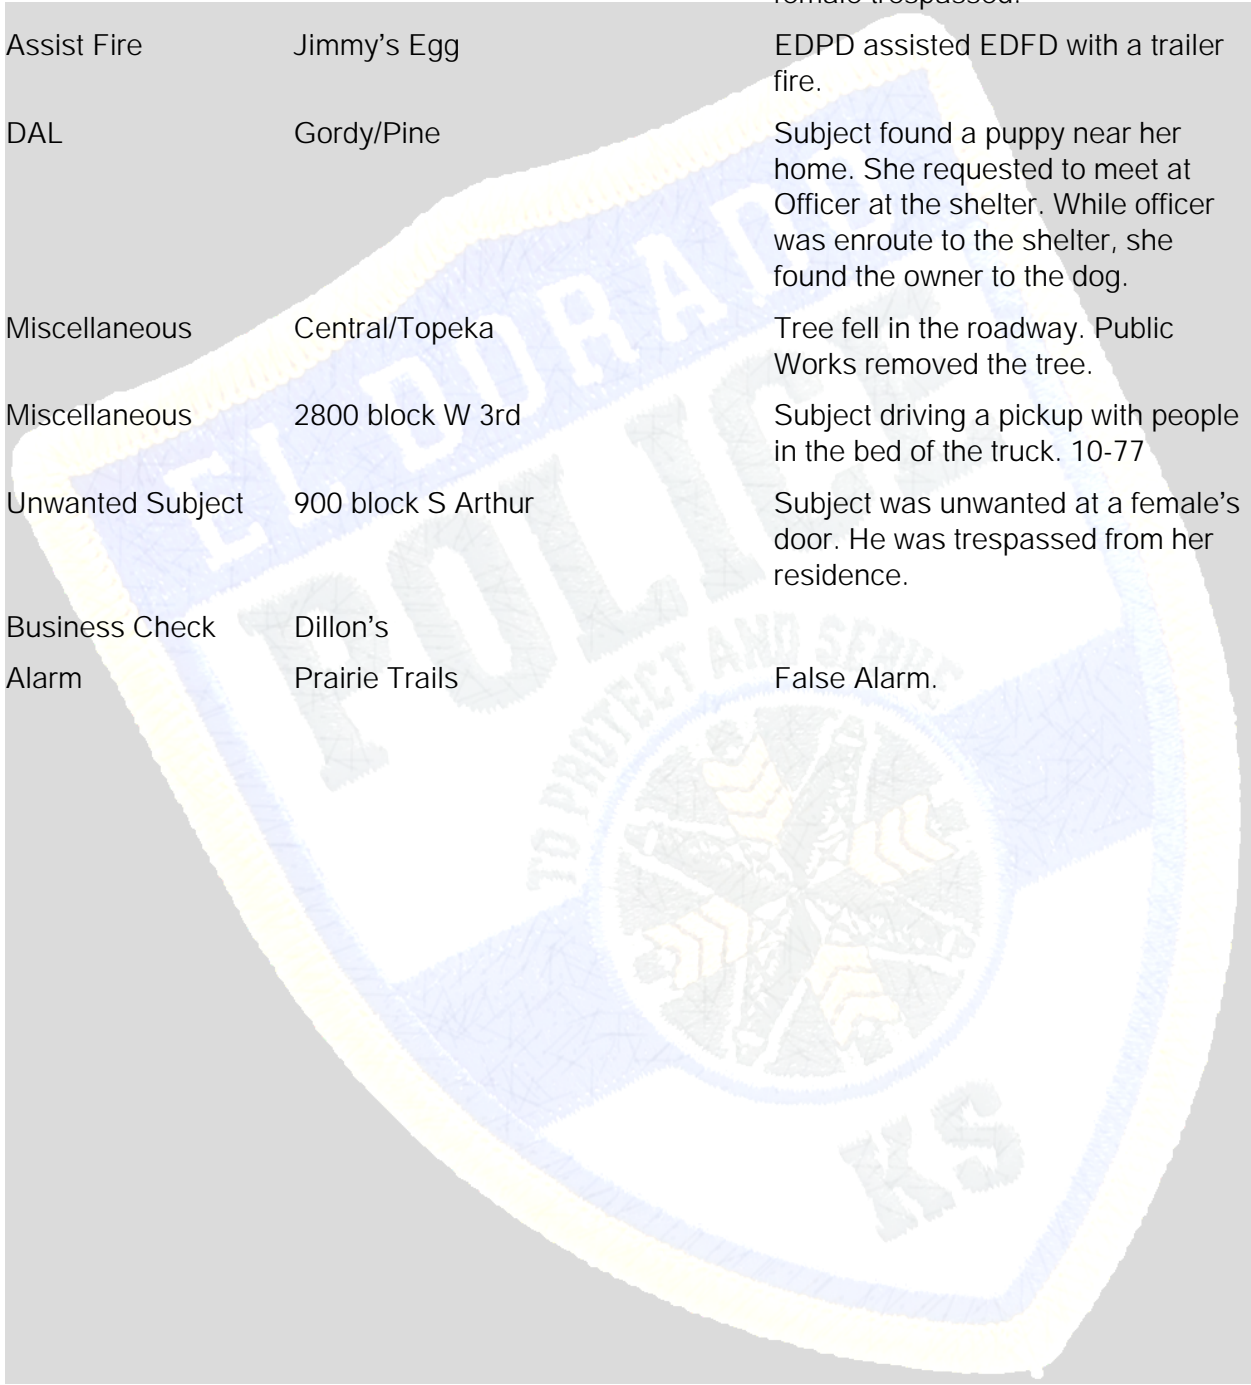 female trespassed.
Assist Fire Jimmy's Egg EDPD assisted EDFD with a trailer
fire.
DAL Gordy/Pine Subject found a puppy near her
home. She requested to meet at
Officer at the shelter. While officer
was enroute to the shelter, she
found the owner to the dog.
Miscellaneous Central/Topeka Tree fell in the roadway. Public
Works removed the tree.
Miscellaneous 2800 block W 3rd Subject driving a pickup with people
in the bed of the truck. 10-77
Unwanted Subject 900 block S Arthur Subject was unwanted at a female's
door. He was trespassed from her
residence.
Business Check Dillon's
Alarm Prairie Trails False Alarm.
EL DORADO
POLICE
TO PROTECT AND SERVE
KS